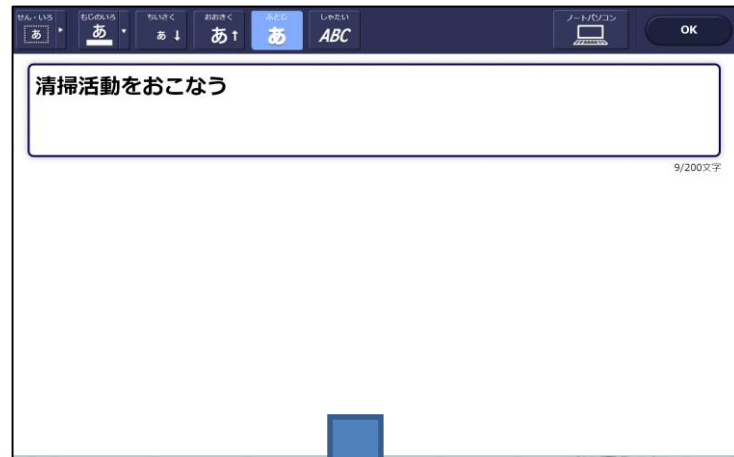 せん・いろ もじのいろ ちいさく おおきく ふとじ しゃたい ノートパソコン
あ あ あ↓ あ↑ あ ABC OK
清掃活動をおこなう
9/200文字